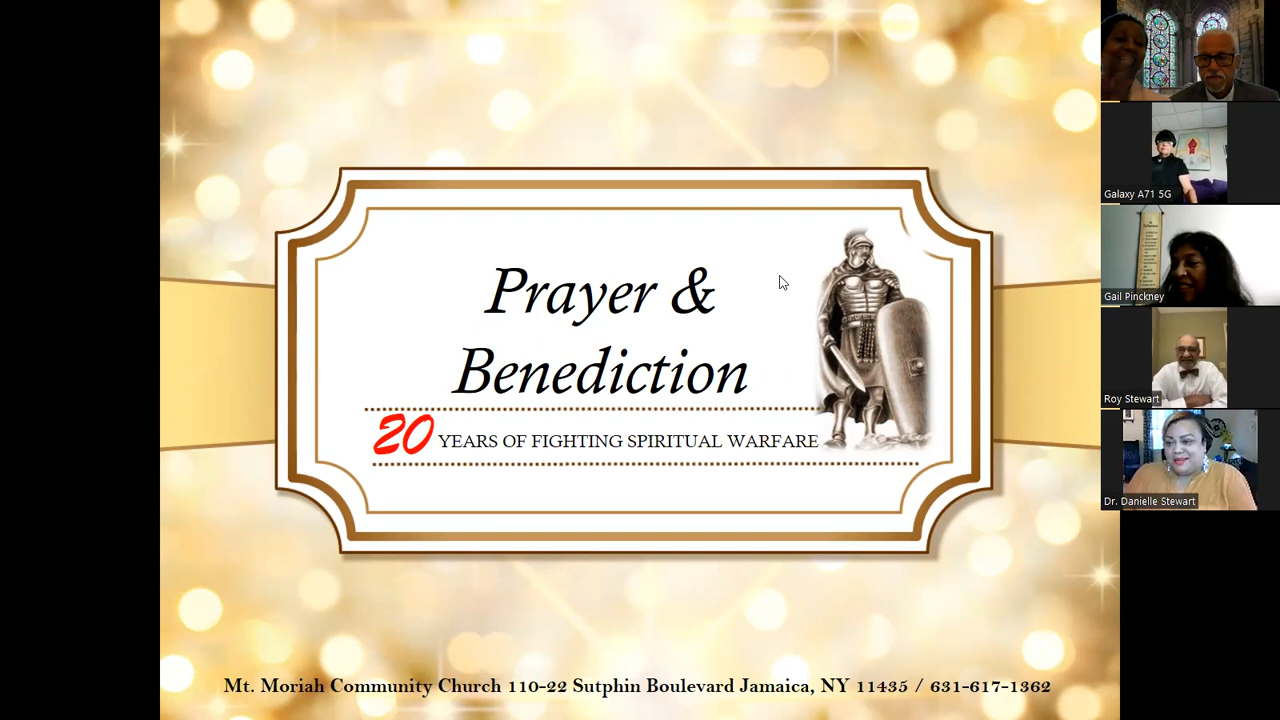 Prayer &
Benediction
20 YEARS OF FIGHTING SPIRITUAL WARFARE
Mt. Moriah Community Church 110-22 Sutphin Boulevard Jamaica, NY 11435 / 631-617-1362
Galaxy A71 5G
Gail Pinckney
Roy Stewart
Dr. Danielle Stewart